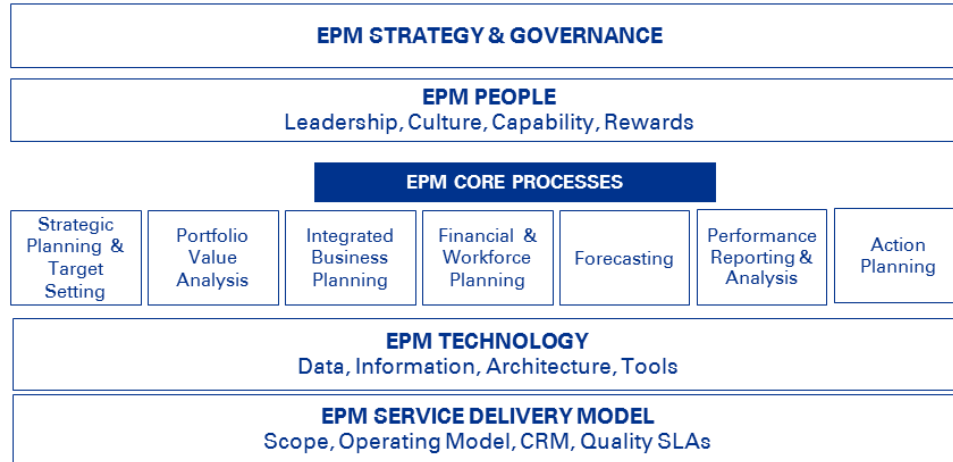 EPM STRATEGY & GOVERNANCE
EPM PEOPLE
Leadership, Culture, Capability, Rewards
EPM CORE PROCESSES
Strategic
Planning &
Target
Setting
Portfolio
Value
Analysis
Integrated
Business
Planning
Financial &
Workforce
Planning
Forecasting
Performance
Reporting &
Analysis
Action
Planning
EPM TECHNOLOGY
Data, Information, Architecture, Tools
EPM SERVICE DELIVERY MODEL
Scope, Operating Model, CRM, Quality SLAs